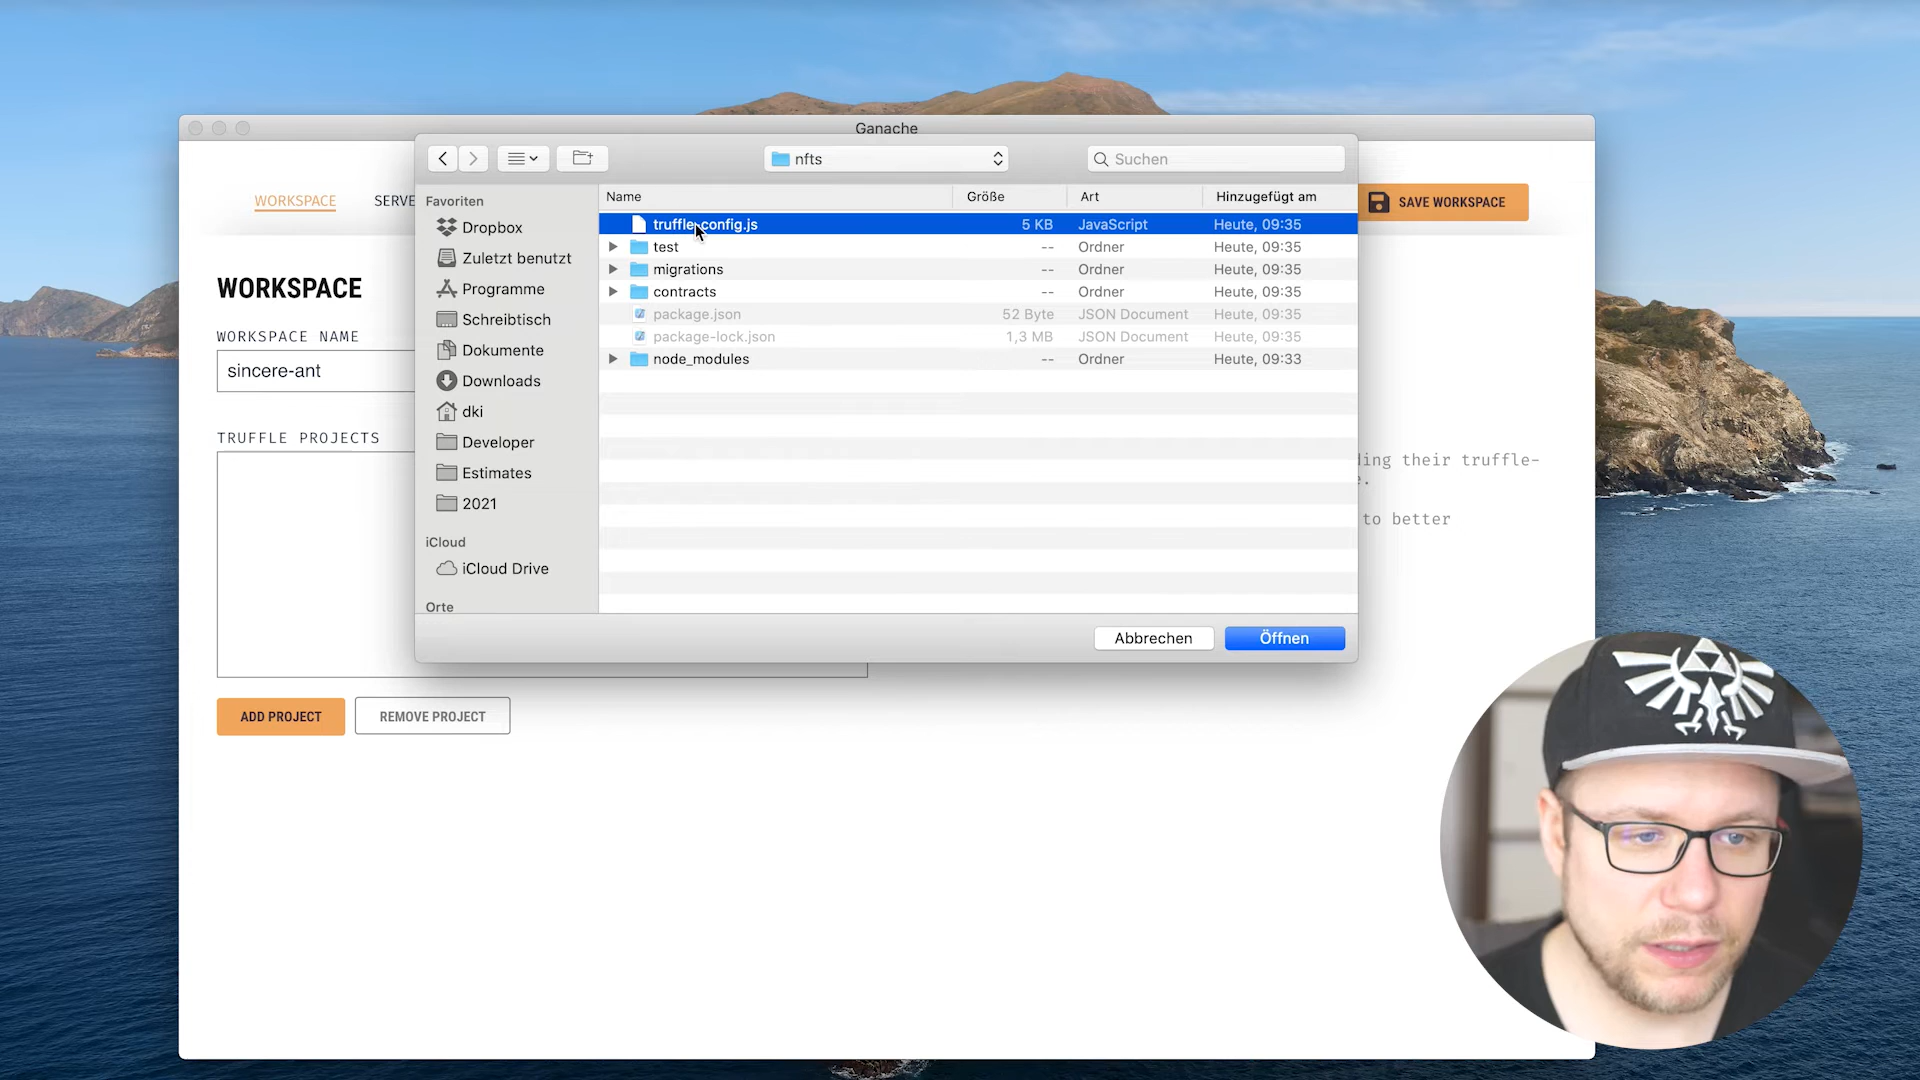 Ganache
nfts
Suchen
WORKSPACE
SERVE
SAVE WORKSPACE
Favoriten
Dropbox
Zuletzt benutzt
Programme
Schreibtisch
Dokumente
Downloads
dki
Developer
Estimates
2021
iCloud
iCloud Drive
Orte
Name Größe Art Hinzugefügt am
truffle-config.js 5 KB JavaScript Heute, 09:35
test -- Ordner Heute, 09:35
migrations -- Ordner Heute, 09:35
contracts -- Ordner Heute, 09:35
package.json 52 Byte JSON Document Heute, 09:35
package-lock.json 1,3 MB JSON Document Heute, 09:35
node_modules -- Ordner Heute, 09:33
Abbrechen
Öffnen
WORKSPACE
WORKSPACE NAME
sincere-ant
TRUFFLE PROJECTS
ding their truffle-
e.
to better
ADD PROJECT
REMOVE PROJECT